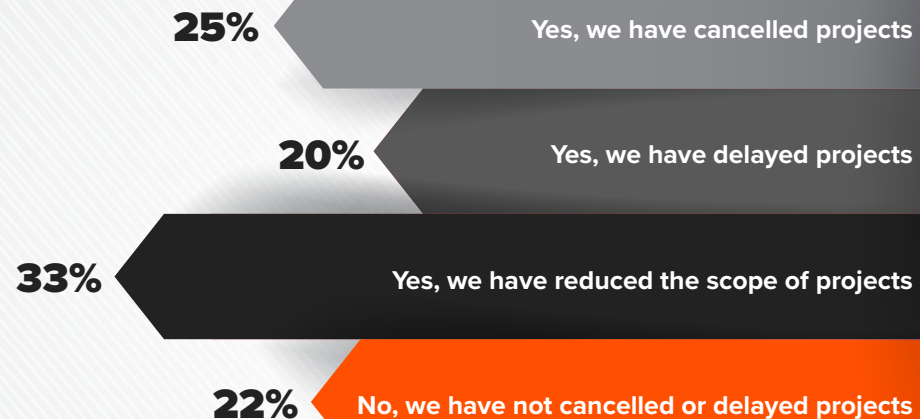 25% Yes, we have cancelled projects
20% Yes, we have delayed projects
33% Yes, we have reduced the scope of projects
22% No, we have not cancelled or delayed projects